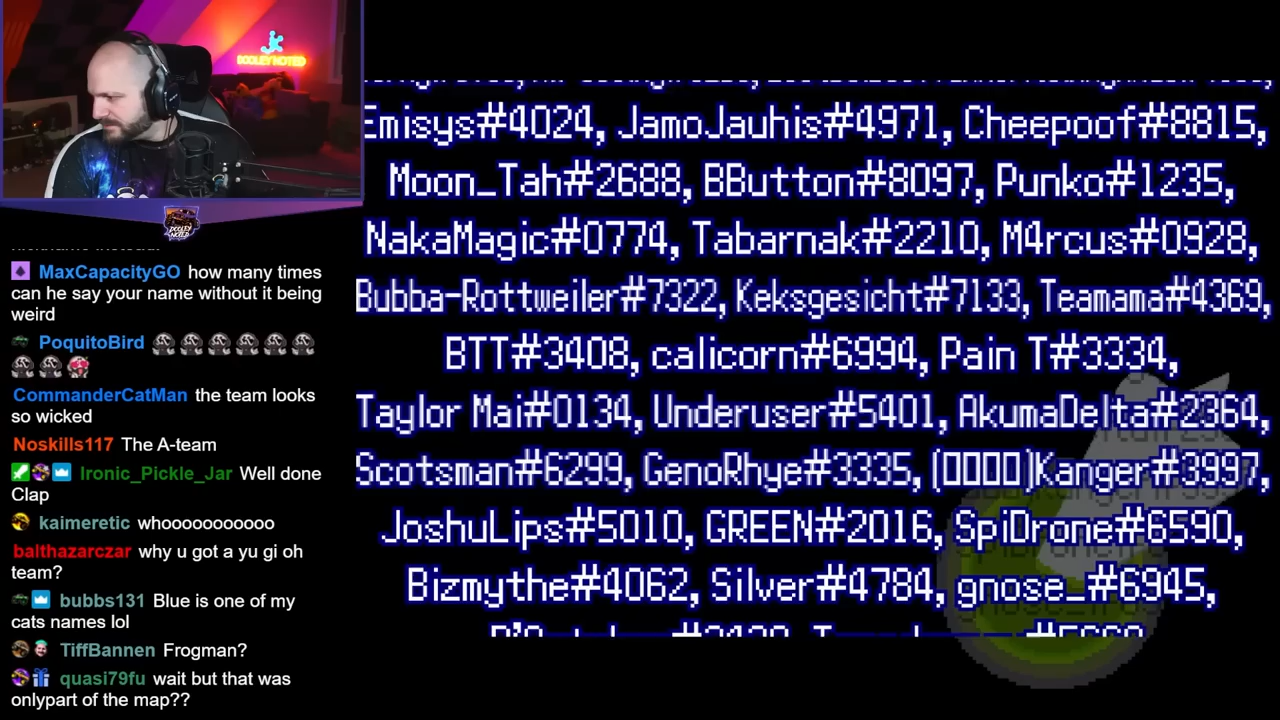 DOOLEY NOTED
DOOLEY
NOTED
MaxCapacityGO how many times
can he say your name without it being
weird
PoquitoBird
CommanderCatMan the team looks
so wicked
Noskills117 The A-team
Ironic_Pickle_Jar Well done
Clap
kaimeretic whooooooooooo
balthazarczar why u got a yu gi oh
team?
bubbs131 Blue is one of my
cats names lol
TiffBannen Frogman?
quasi79fu wait but that was
onlypart of the map??
Emisys#4024, JamoJauhis#4971, Cheepoof#8815,
Moon_Tah#2688, BButton#8097, Punko#1235,
NakaMagic#0774, Tabarnak#2210, M4rcus#0928,
Bubba-Rottweiler#7322, Keksgesicht#7133, Teamama#4369,
BTT#3408, calicorn#6994, Pain T#3334,
Taylor Mai#0134, Underuser#5401, AkumaDelta#2364,
Scotsman#6299, GenoRhye#3335, (□□□□)Kanger#3997,
JoshuLips#5010, GREEN#2016, SpiDrone#6590,
Bizmythe#4062, Silver#4784, gnose_#6945,